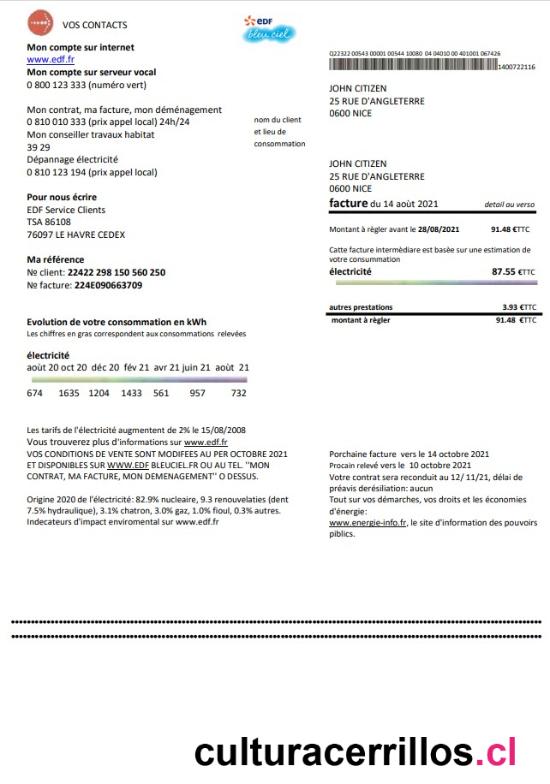 VOS CONTACTS
Mon compte sur internet
www.edf.fr
Mon compte sur serveur vocal
0 800 123 333 (numéro vert)
Mon contrat, ma facture, mon déménagement
0 810 010 333 (prix appel local) 24h/24
Mon conseiller travaux habitat
39 29
Dépannage électricité
0 810 123 194 (prix appel local)
Pour nous écrire
EDF Service Clients
TSA 86108
76097 LE HAVRE CEDEX
Ma référence
№ client: 22422 298 150 560 250
№ facture: 224E090663709
Evolution de votre consommation en kWh
Les chiffres en gras correspondent aux consommations relevées
électricité
août 20 oct 20 déc 20 fév 21 avr 21 juin 21 août 21
674 1635 1204 1433 561 957 732
Les tarifs de l'électricité augmentent de 2% le 15/08/2008
Vous trouverez plus d'informations sur www.edf.fr
VOS CONDITIONS DE VENTE SONT MODIFEES AU PER OCTOBRE 2021
ET DISPONIBLES SUR WWW.EDF BLEUCIEL.FR OU AU TEL. "MON
CONTRAT, MA FACTURE, MON DEMENAGEMENT" O DESSUS.
Origine 2020 de l'électricité: 82.9% nucleaire, 9.3 renouvelaties (dent
7.5% hydraulique), 3.1% chatron, 3.0% gaz, 1.0% fioul, 0.3% autres.
Indecateurs d'impact enviromental sur www.edf.fr
edf
bleu ciel
nom du client
et lieu de
consommation
Q22322 00543 00001 00544 10080 04 04010 00 401001 067426
1400722116
JOHN CITIZEN
25 RUE D'ANGLETERRE
0600 NICE
JOHN CITIZEN
25 RUE D'ANGLETERRE
0600 NICE
facture du 14 août 2021 detail au verso
Montant à règler avant le 28/08/2021 91.48 €TTC
Catte facture intermèdiaire est basèe sur une estimation de
votre consummation
électricité 87.55 €TTC
autres prestations 3.93 €TTC
montant à règler 91.48 €TTC
Porchaine facture vers le 14 octobre 2021
Procain relevé vers le 10 octobre 2021
Votre contrat sera reconduit au 12/ 11/21, délai de
préavis derésiliation: aucun
Tout sur vos démarches, vos droits et les économies
d'énergie:
www.energie-info.fr, le site d'information des pouvoirs
piblics.
culturacerrillos.cl